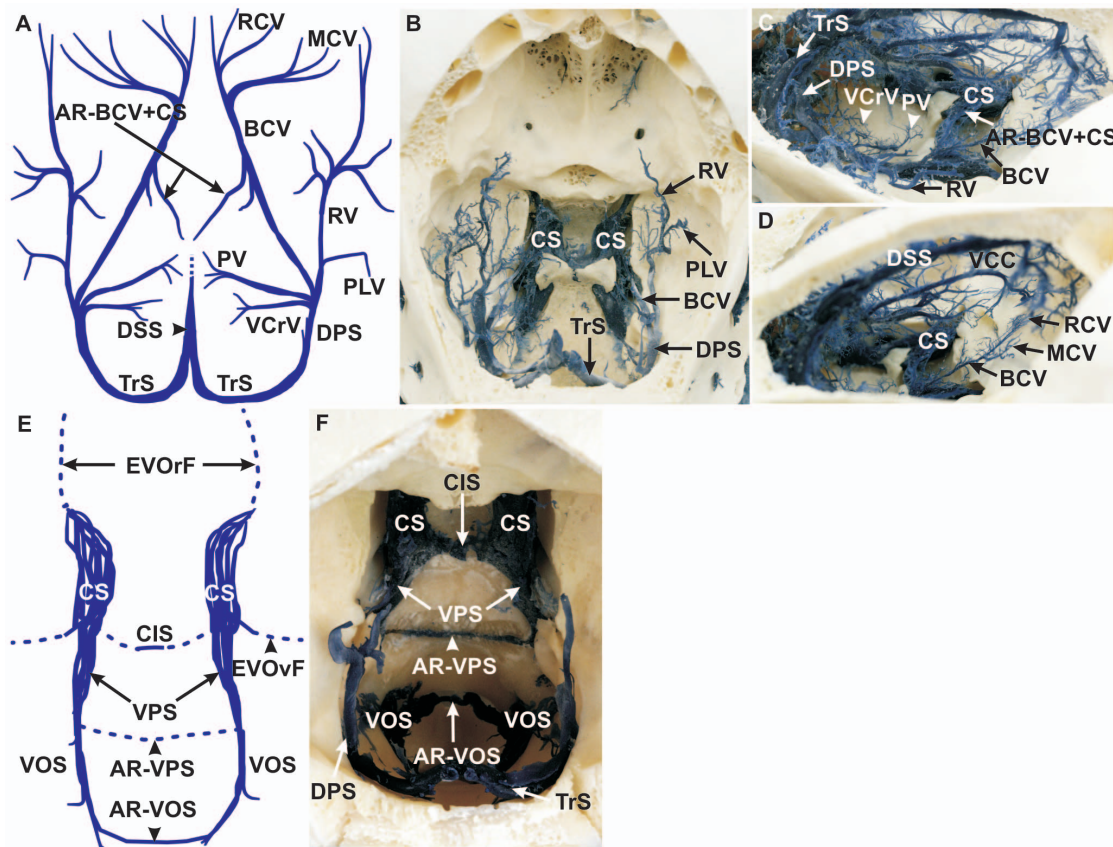 A
RCV
MCV
AR-BCV+CS
BCV
RV
PV
PLV
DSS
VCrV
DPS
TrS TrS
B
RV
CS CS
PLV
BCV
TrS
DPS
C
TrS
DPS
VCrV PV
CS
AR-BCV+CS
BCV
RV
D
DSS
VCC
RCV
CS
MCV
BCV
E
EVOrF
CS CS
CIS
EVOvF
VPS
VOS VOS
AR-VPS
AR-VOS
F
CIS
CS CS
VPS
AR-VPS
VOS VOS
AR-VOS
DPS
TrS